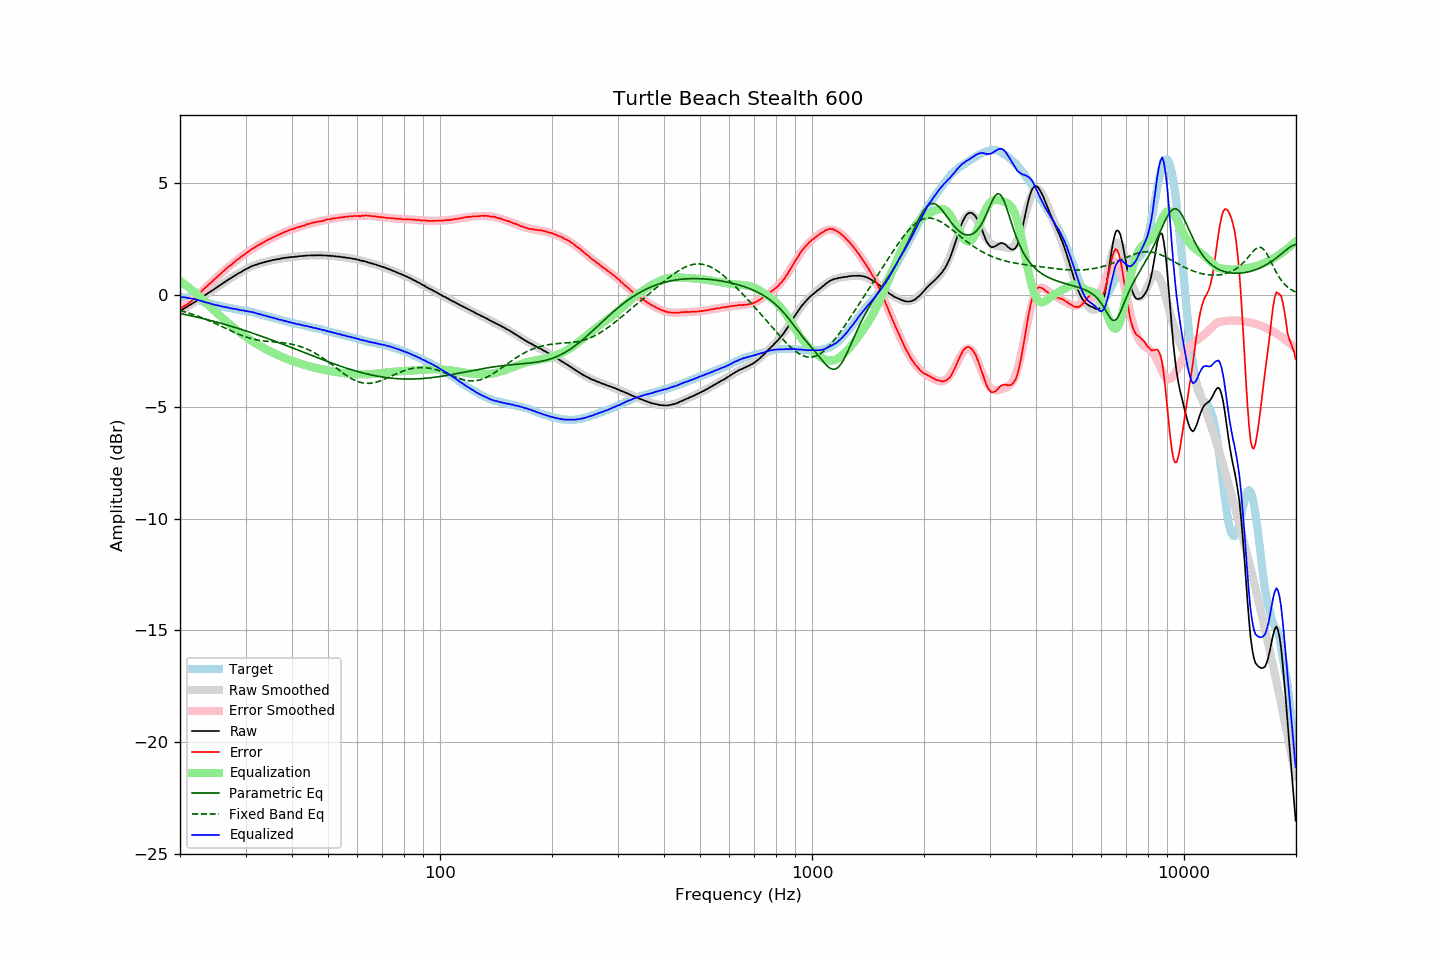 Turtle Beach Stealth 600
5
0
−5
−10
−15
−20
−25
Amplitude (dBr)
Target
Raw Smoothed
Error Smoothed
Raw
Error
Equalization
Parametric Eq
Fixed Band Eq
Equalized
100
1000
10000
Frequency (Hz)